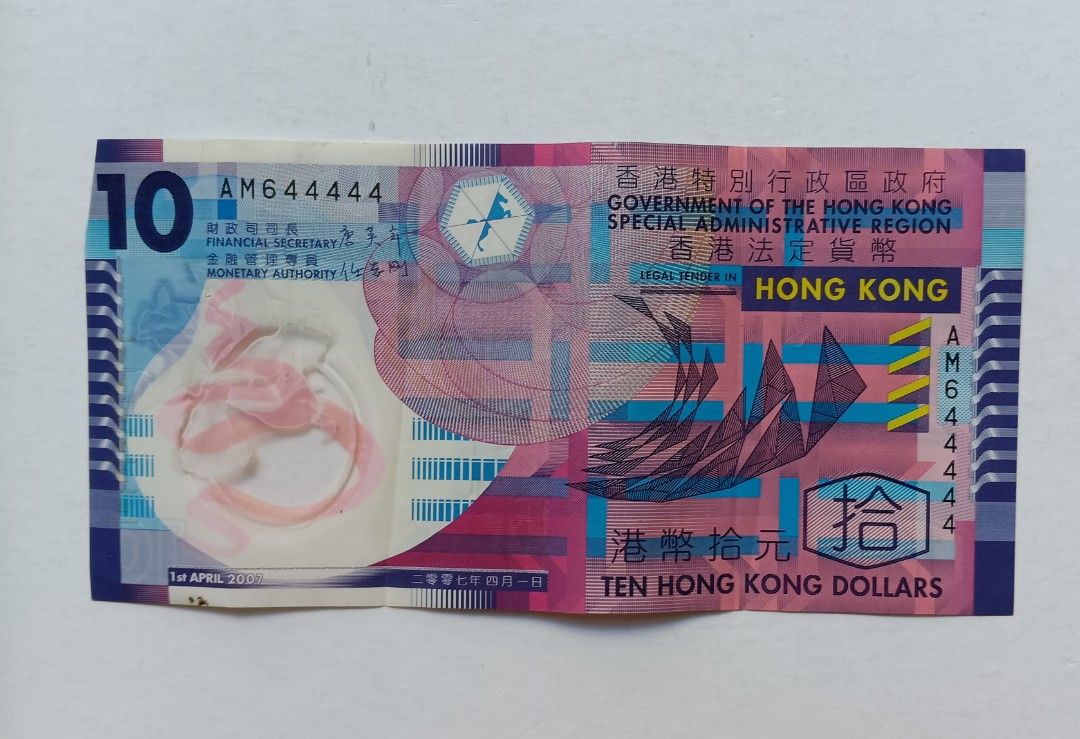 10
AM644444
財政司司長
FINANCIAL SECRETARY
金融管理專員
MONETARY AUTHORITY
香港特別行政區政府
GOVERNMENT OF THE HONG KONG
SPECIAL ADMINISTRATIVE REGION
香港法定貨幣
LEGAL TENDER IN
HONG KONG
AM644444
港幣拾元
拾
TEN HONG KONG DOLLARS
1st APRIL 2007
二零零七年四月一日